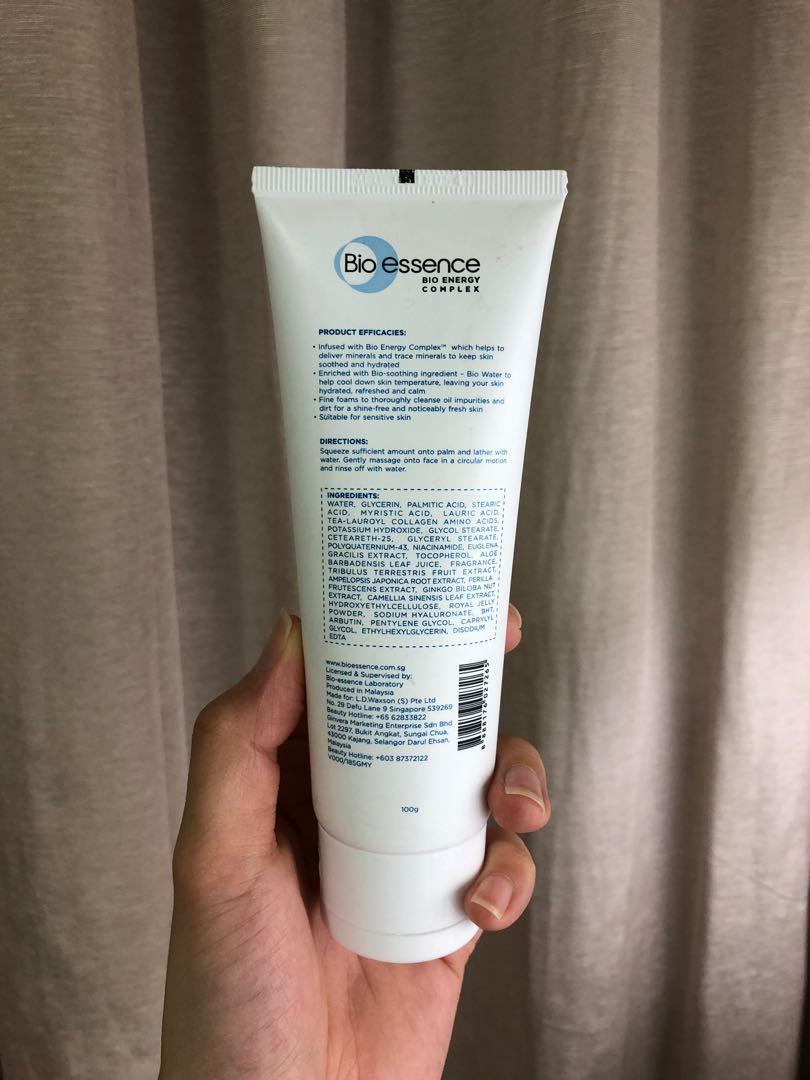 Bio essence
BIO ENERGY
COMPLEX
PRODUCT EFFICACIES:
• Infused with Bio Energy Complex™ which helps to
deliver minerals and trace minerals to keep skin
soothed and hydrated
• Enriched with Bio-soothing ingredient – Bio Water to
help cool down skin temperature, leaving your skin
hydrated, refreshed and calm
• Fine foams to thoroughly cleanse oil impurities and
dirt for a shine-free and noticeably fresh skin
• Suitable for sensitive skin
DIRECTIONS:
Squeeze sufficient amount onto palm and lather with
water. Gently massage onto face in a circular motion
and rinse off with water.
INGREDIENTS:
WATER, GLYCERIN, PALMITIC ACID, STEARIC
ACID, MYRISTIC ACID, LAURIC ACID,
TEA-LAUROYL COLLAGEN AMINO ACIDS,
POTASSIUM HYDROXIDE, GLYCOL STEARATE,
CETEARETH-25, GLYCERYL STEARATE,
POLYQUATERNIUM-43, NIACINAMIDE, EUGLENA
GRACILIS EXTRACT, TOCOPHEROL, ALOE
BARBADENSIS LEAF JUICE, FRAGRANCE,
TRIBULUS TERRESTRIS FRUIT EXTRACT,
AMPELOPSIS JAPONICA ROOT EXTRACT, PERILLA
FRUTESCENS EXTRACT, GINKGO BILOBA NUT
EXTRACT, CAMELLIA SINENSIS LEAF EXTRACT,
HYDROXYETHYLCELLULOSE, ROYAL JELLY
POWDER, SODIUM HYALURONATE, BHT,
ARBUTIN, PENTYLENE GLYCOL, CAPRYLYL
GLYCOL, ETHYLHEXYLGLYCERIN, DISODIUM
EDTA
www.bioessence.com.sg
Licensed & Supervised by:
Bio-essence Laboratory
Produced in Malaysia
Made for: L.D.Waxson (S) Pte Ltd
No. 29 Defu Lane 9 Singapore 539269
Beauty Hotline: +65 62833822
Ginvera Marketing Enterprise Sdn Bhd
Lot 2297, Bukit Angkat, Sungai Chua,
43000 Kajang, Selangor Darul Ehsan,
Malaysia
Beauty Hotline: +603 87372122
V000/185GMY
8 888176 027265
100g